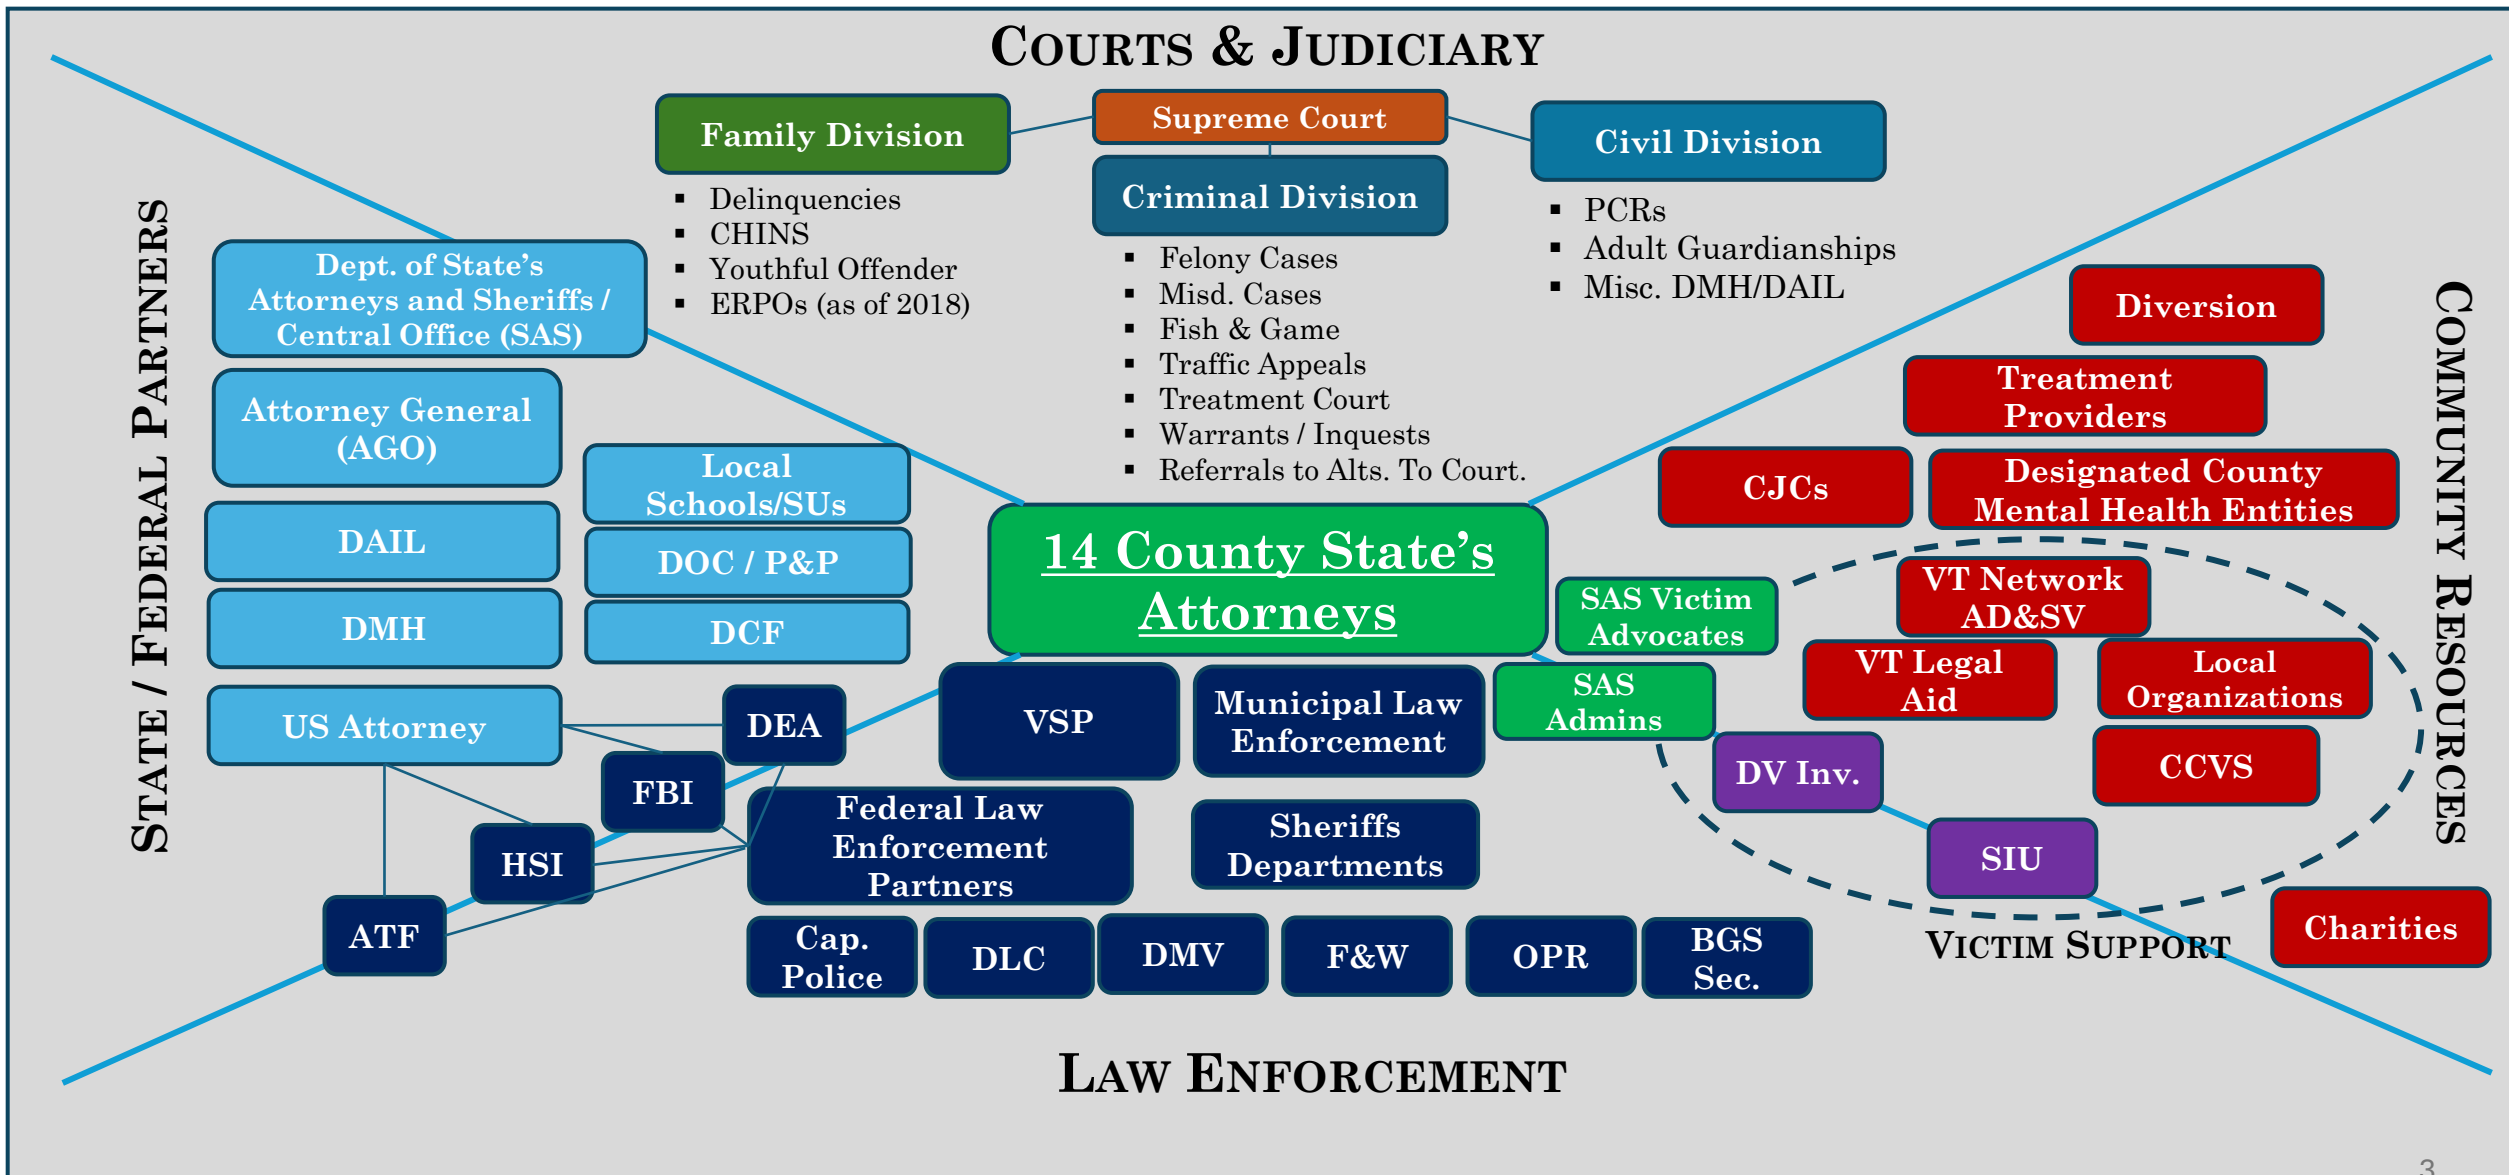 COURTS & JUDICIARY
Family Division
Delinquencies
CHINS
Youthful Offender
ERPOs (as of 2018)
Supreme Court
Criminal Division
Felony Cases
Misd. Cases
Fish & Game
Traffic Appeals
Treatment Court
Warrants / Inquests
Referrals to Alts. To Court.
Civil Division
PCRs
Adult Guardianships
Misc. DMH/DAIL
STATE / FEDERAL PARTNERS
Dept. of State’s
Attorneys and Sheriffs /
Central Office (SAS)
Attorney General
(AGO)
DAIL
DMH
US Attorney
Local
Schools/SUs
DOC / P&P
DCF
14 County State’s
Attorneys
SAS Victim
Advocates
SAS
Admins
COMMUNITY RESOURCES
Diversion
Treatment
Providers
CJCs
Designated County
Mental Health Entities
VT Network
AD&SV
VT Legal
Aid
Local
Organizations
CCVS
DV Inv.
SIU
VICTIM SUPPORT
Charities
DEA
FBI
HSI
ATF
VSP
Municipal Law
Enforcement
Federal Law
Enforcement
Partners
Sheriffs
Departments
Cap.
Police
DLC
DMV
F&W
OPR
BGS
Sec.
LAW ENFORCEMENT
3